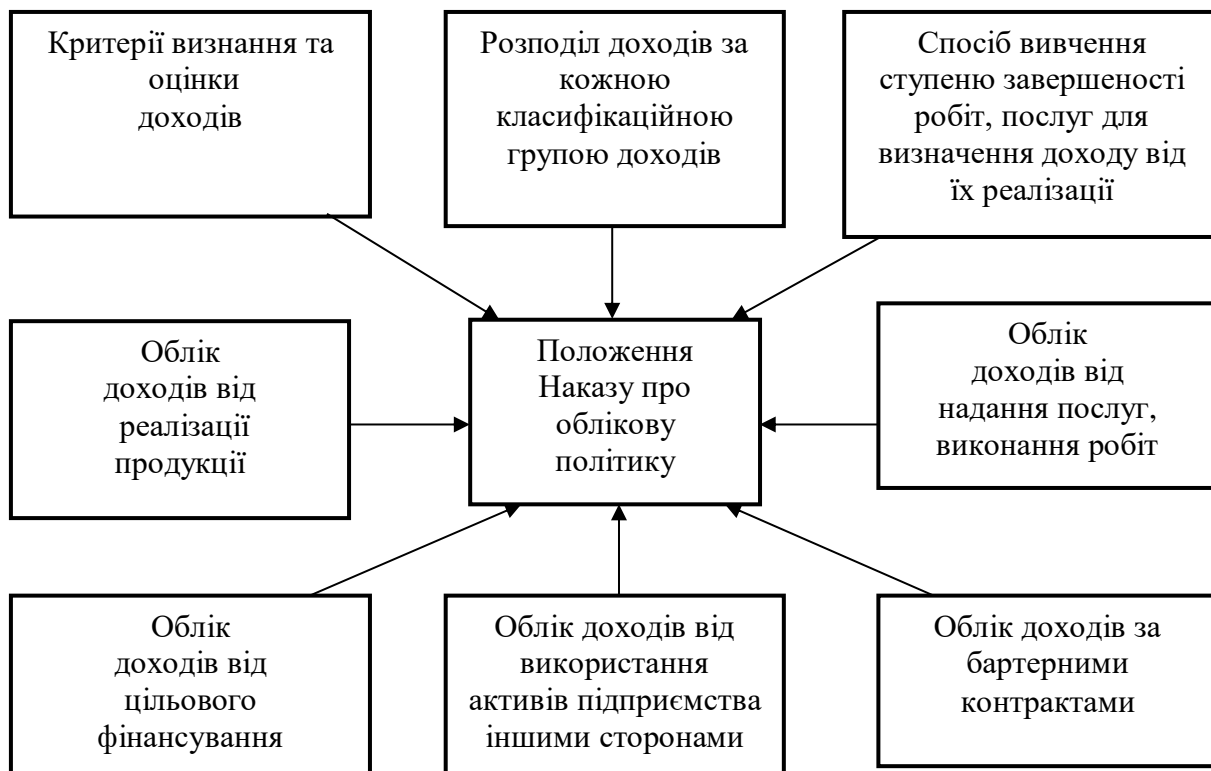 Критерії визнання та
оцінки
доходів
Розподіл доходів за
кожною
класифікаційною
групою доходів
Спосіб вивчення
ступеню завершеності
робіт, послуг для
визначення доходу від
їх реалізації
Облік
доходів від
реалізації
продукції
Положення
Наказу про
облікову
політику
Облік
доходів від
надання послуг,
виконання робіт
Облік
доходів від
цільового
фінансування
Облік доходів від
використання
активів підприємства
іншими сторонами
Облік доходів за
бартерними
контрактами